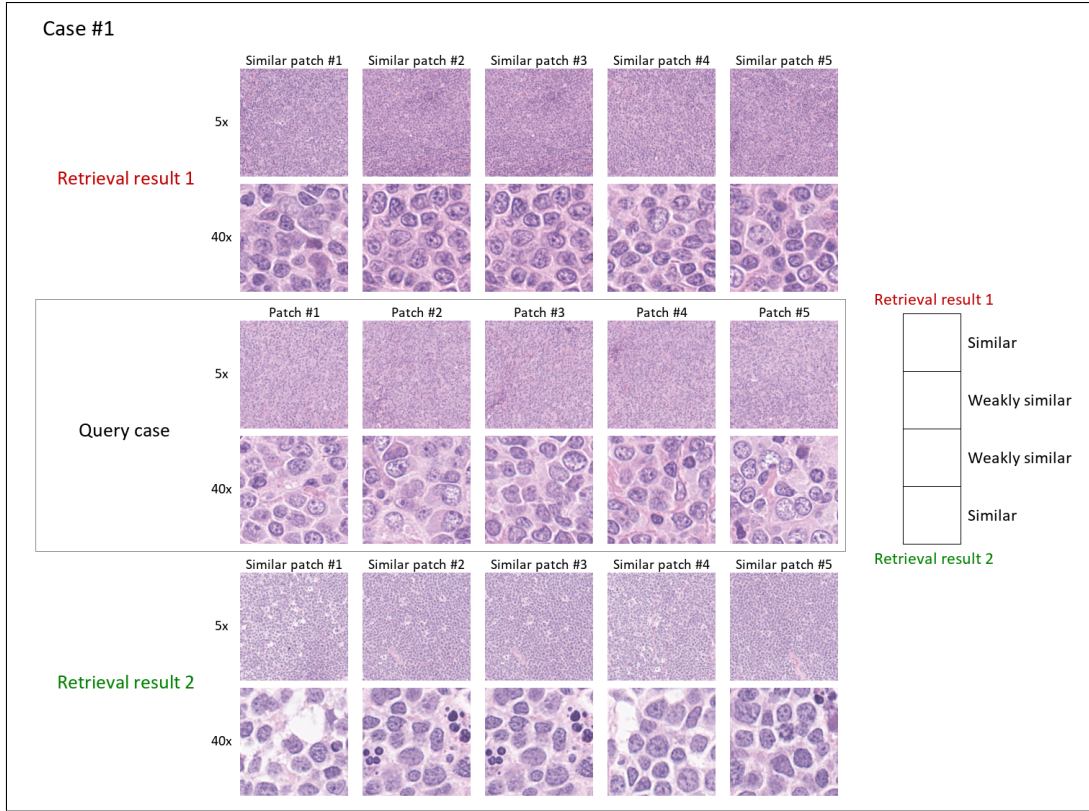 Case #1
Similar patch #1 Similar patch #2 Similar patch #3 Similar patch #4 Similar patch #5
5x
Retrieval result 1
40x
Patch #1 Patch #2 Patch #3 Patch #4 Patch #5
5x
Query case
40x
Retrieval result 1
Similar
Weakly similar
Weakly similar
Similar
Retrieval result 2
Similar patch #1 Similar patch #2 Similar patch #3 Similar patch #4 Similar patch #5
5x
Retrieval result 2
40x